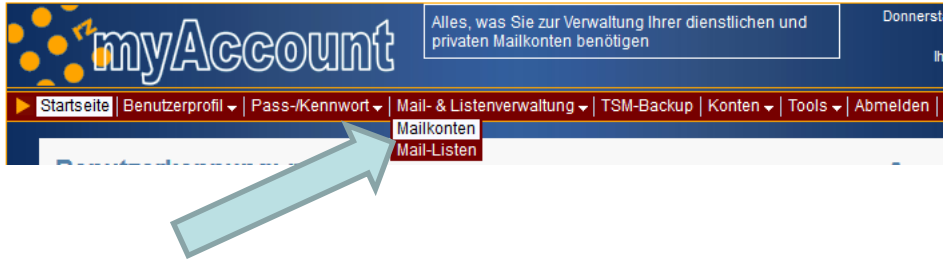 rz
myAccount
Alles, was Sie zur Verwaltung Ihrer dienstlichen und
privaten Mailkonten benötigen
Startseite | Benutzerprofil | Pass-/Kennwort | Mail- & Listenverwaltung | TSM-Backup | Konten | Tools | Abmelden |
Mailkonten
Mail-Listen